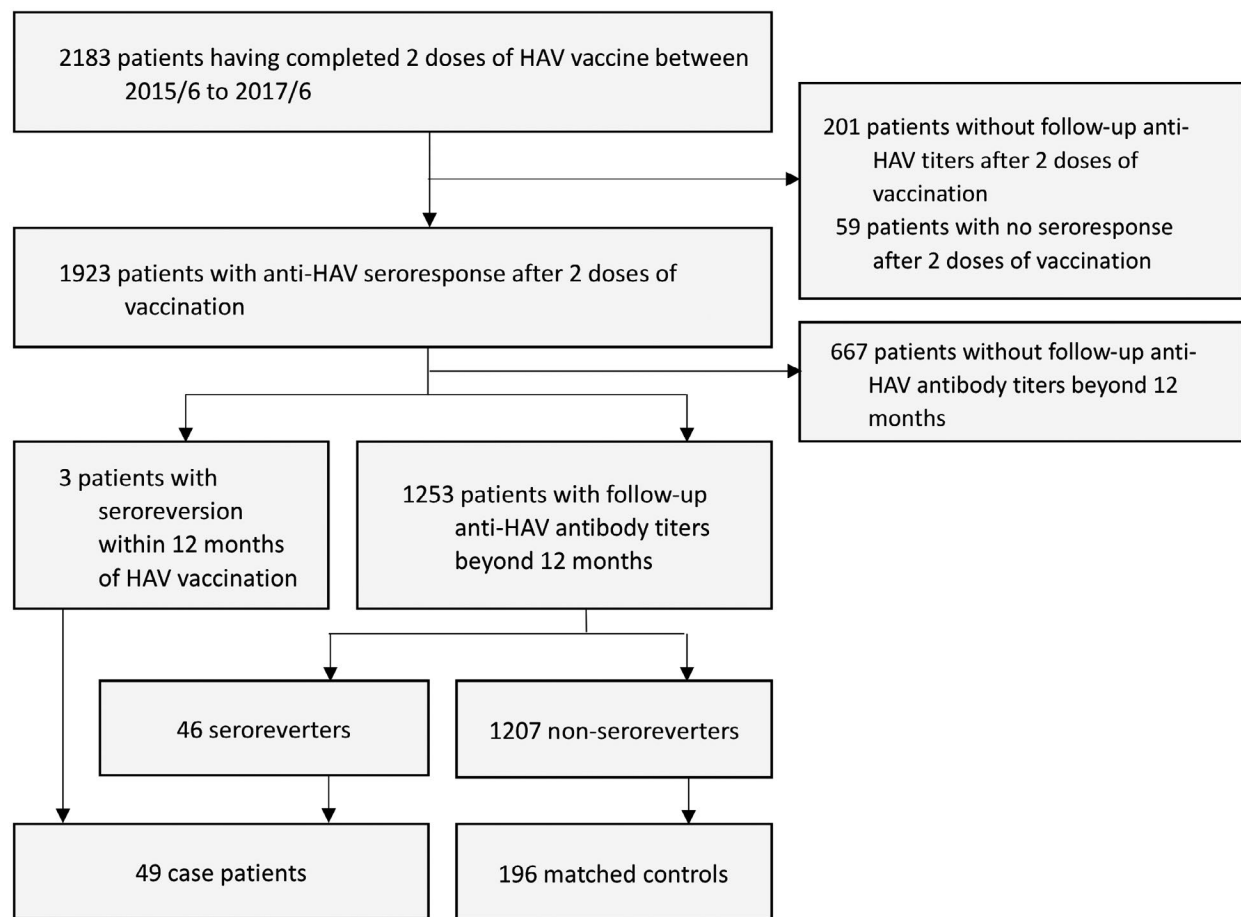 2183 patients having completed 2 doses of HAV vaccine between
2015/6 to 2017/6
201 patients without follow-up anti-
HAV titers after 2 doses of
vaccination
59 patients with no seroresponse
after 2 doses of vaccination
1923 patients with anti-HAV seroresponse after 2 doses of
vaccination
667 patients without follow-up anti-
HAV antibody titers beyond 12
months
3 patients with
seroreversion
within 12 months
of HAV vaccination
1253 patients with follow-up
anti-HAV antibody titers
beyond 12 months
46 seroreverters
1207 non-seroreverters
49 case patients
196 matched controls